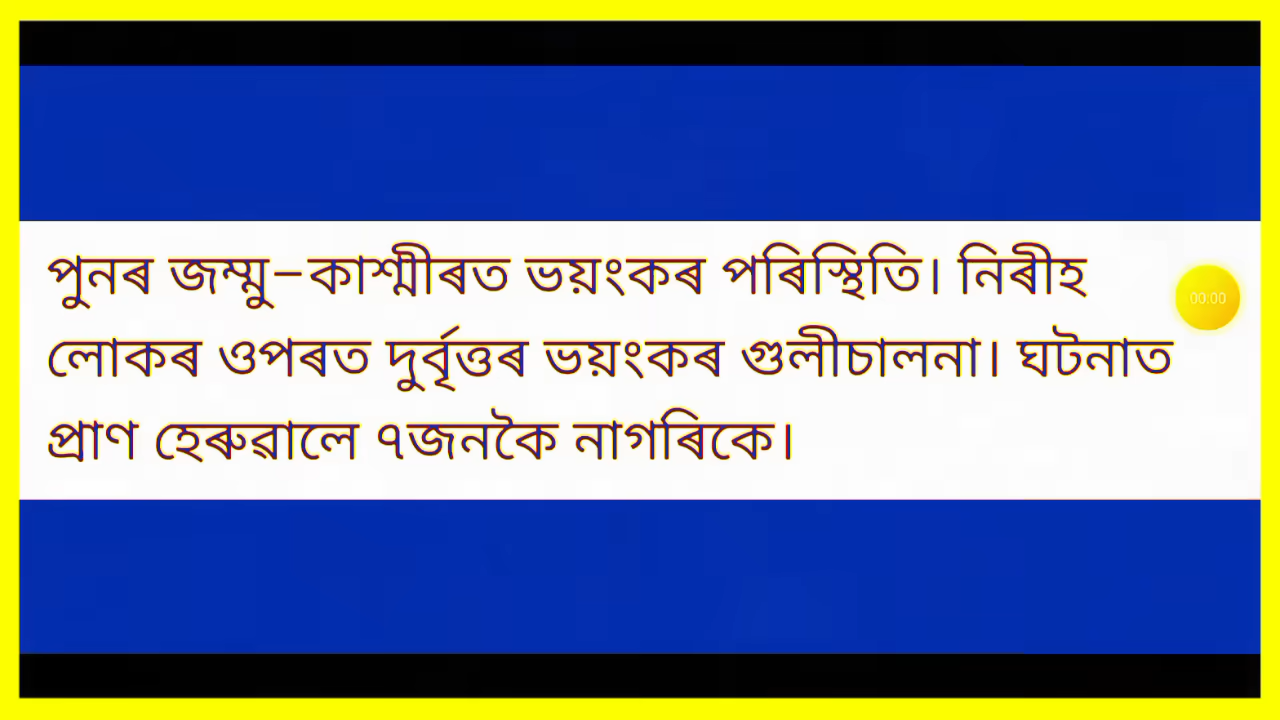 পুনৰ জম্মু-কাশ্মীৰত ভয়ংকৰ পৰিস্থিতি। নিৰীহ
লোকৰ ওপৰত দুৰ্বৃত্তৰ ভয়ংকৰ গুলীচালনা। ঘটনাত
প্ৰাণ হেৰুৱালে ৭জনকৈ নাগৰিকে।
00:00